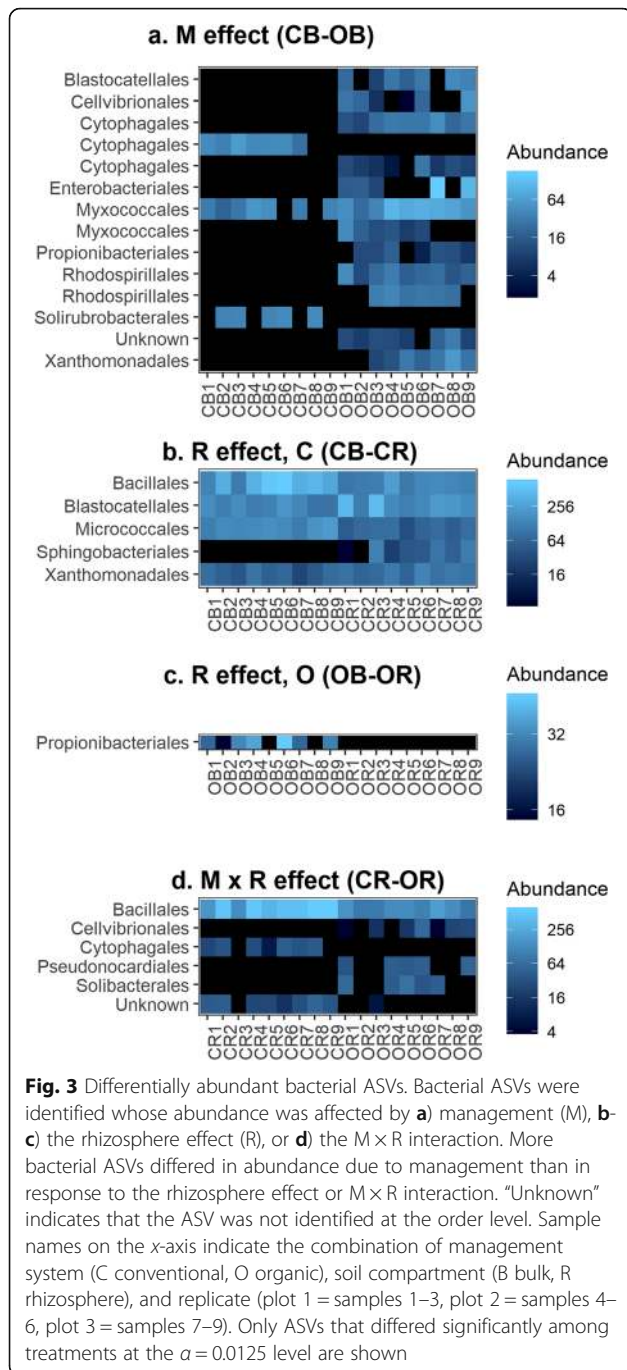 a. M effect (CB-OB)
Blastocatellales
Cellvibrionales
Cytophagales
Cytophagales
Cytophagales
Enterobacteriales
Myxococcales
Myxococcales
Propionibacteriales
Rhodospirillales
Rhodospirillales
Solirubrobacterales
Unknown
Xanthomonadales
CB1 CB2 CB3 CB4 CB5 CB6 CB7 CB8 CB9 OB1 OB2 OB3 OB4 OB5 OB6 OB7 OB8 OB9
Abundance
64
16
4
b. R effect, C (CB-CR)
Bacillales
Blastocatellales
Micrococcales
Sphingobacteriales
Xanthomonadales
CB1 CB2 CB3 CB4 CB5 CB6 CB7 CB8 CB9 CR1 CR2 CR3 CR4 CR5 CR6 CR7 CR8 CR9
Abundance
256
64
16
c. R effect, O (OB-OR)
Propionibacteriales
OB1 OB2 OB3 OB4 OB5 OB6 OB7 OB8 OB9 OR1 OR2 OR3 OR4 OR5 OR6 OR7 OR8 OR9
Abundance
32
16
d. M x R effect (CR-OR)
Bacillales
Cellvibrionales
Cytophagales
Pseudonocardiales
Solibacterales
Unknown
CR1 CR2 CR3 CR4 CR5 CR6 CR7 CR8 CR9 OR1 OR2 OR3 OR4 OR5 OR6 OR7 OR8 OR9
Abundance
256
64
16
4
Fig. 3 Differentially abundant bacterial ASVs. Bacterial ASVs were
identified whose abundance was affected by a) management (M), b-
c) the rhizosphere effect (R), or d) the M × R interaction. More
bacterial ASVs differed in abundance due to management than in
response to the rhizosphere effect or M × R interaction. “Unknown”
indicates that the ASV was not identified at the order level. Sample
names on the x-axis indicate the combination of management
system (C conventional, O organic), soil compartment (B bulk, R
rhizosphere), and replicate (plot 1 = samples 1–3, plot 2 = samples 4–
6, plot 3 = samples 7–9). Only ASVs that differed significantly among
treatments at the α = 0.0125 level are shown